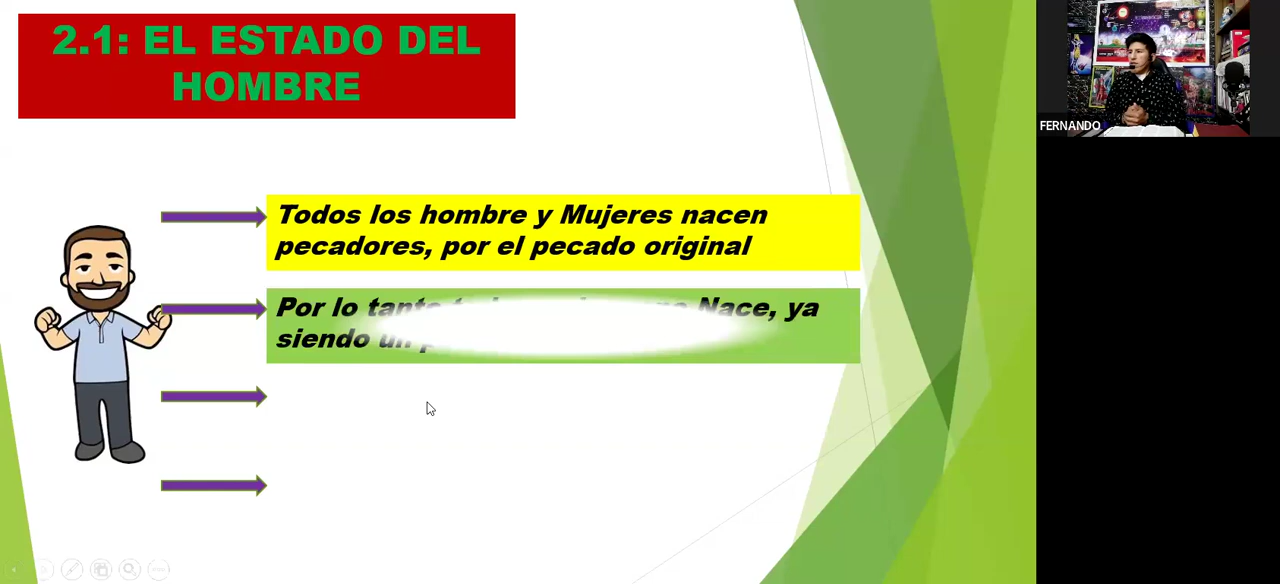 2.1: EL ESTADO DEL
HOMBRE
FERNANDO
Todos los hombre y Mujeres nacen
pecadores, por el pecado original
Por lo Nace, ya
siendo